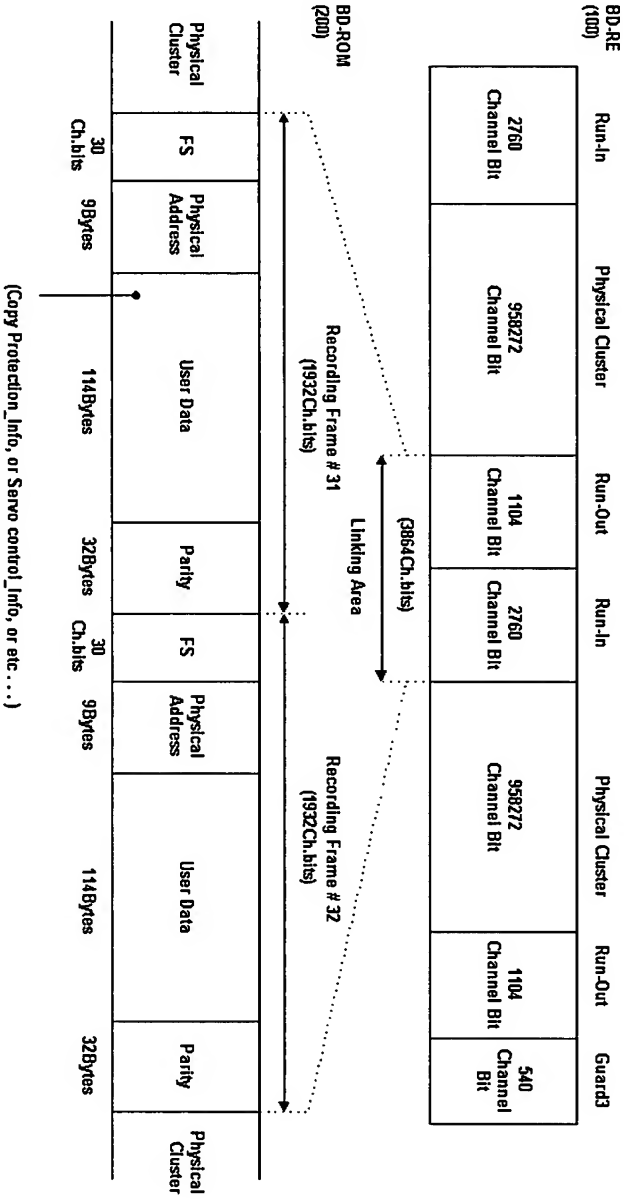 BD-RE
(100)
Run-In
Physical Cluster
Run-Out
Run-In
Physical Cluster
Run-Out
Guard3
2760
Channel Bit
958272
Channel Bit
1104
Channel Bit
2760
Channel Bit
958272
Channel Bit
1104
Channel Bit
540
Channel
Bit
(3864Ch.bits)
Linking Area
BD-ROM
(200)
Recording Frame # 31
(1932Ch.bits)
Recording Frame # 32
(1932Ch.bits)
Physical
Cluster
FS
Physical
Address
User Data
Parity
FS
Physical
Address
User Data
Parity
Physical
Cluster
30
Ch.bits
9Bytes
114Bytes
32Bytes
30
Ch.bits
9Bytes
114Bytes
32Bytes
(Copy Protection_Info, or Servo control_Info, or etc . . .)